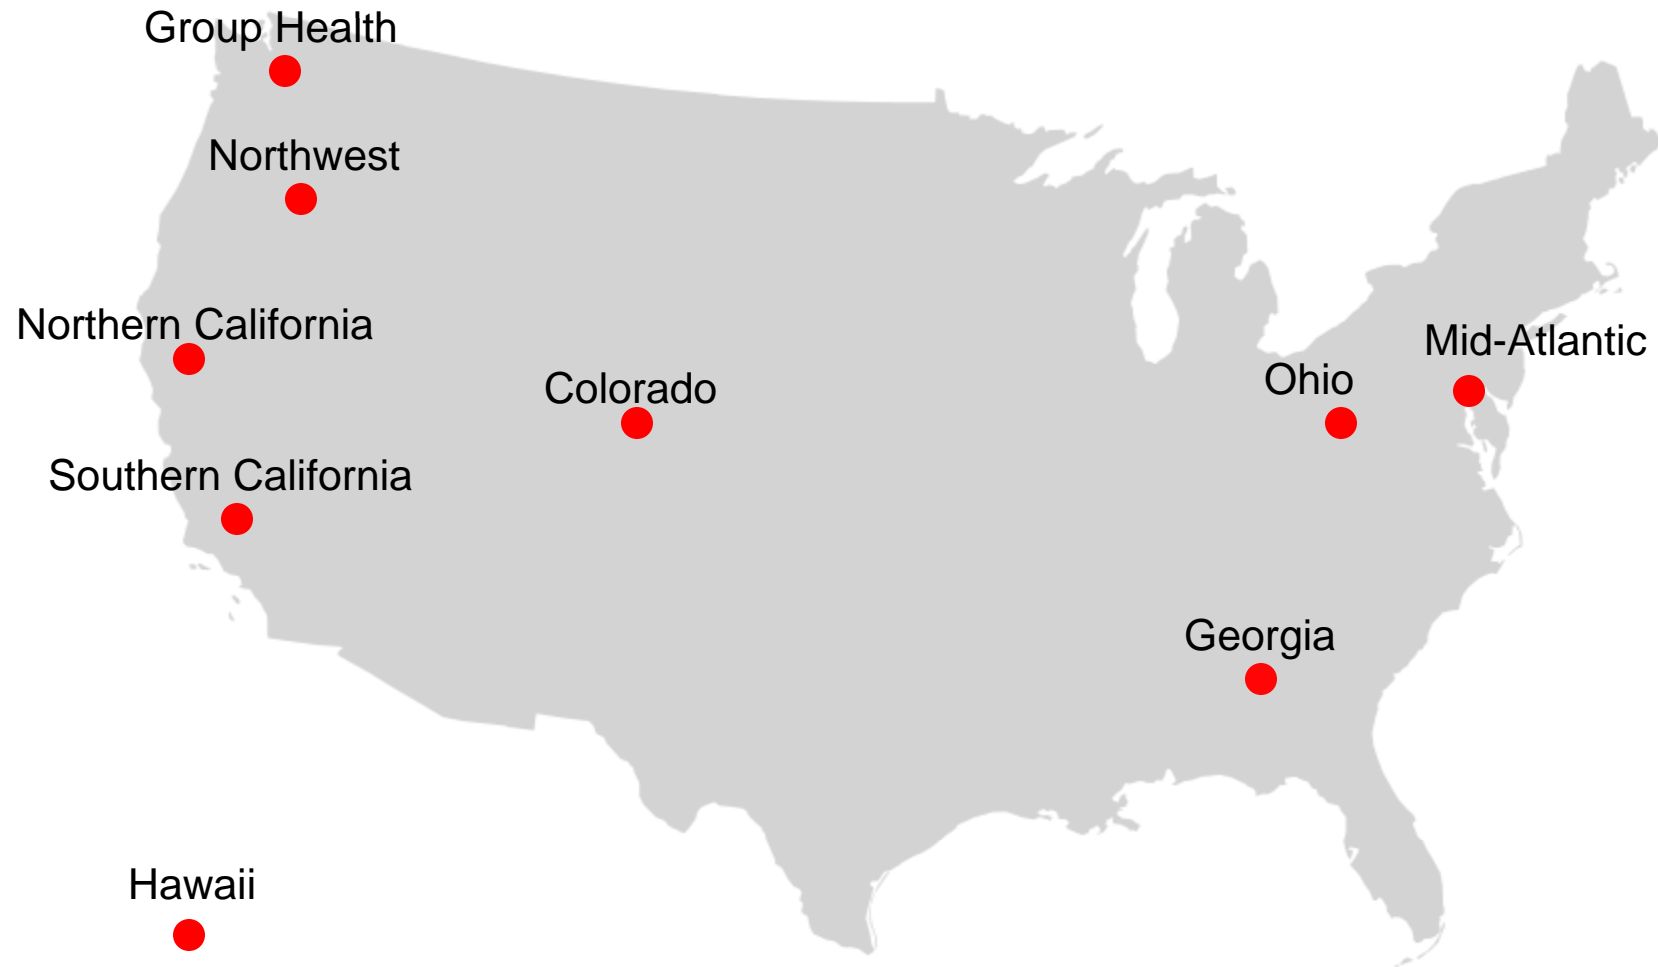 Group Health
Northwest
Northern California
Mid-Atlantic
Ohio
Colorado
Southern California
Georgia
Hawaii